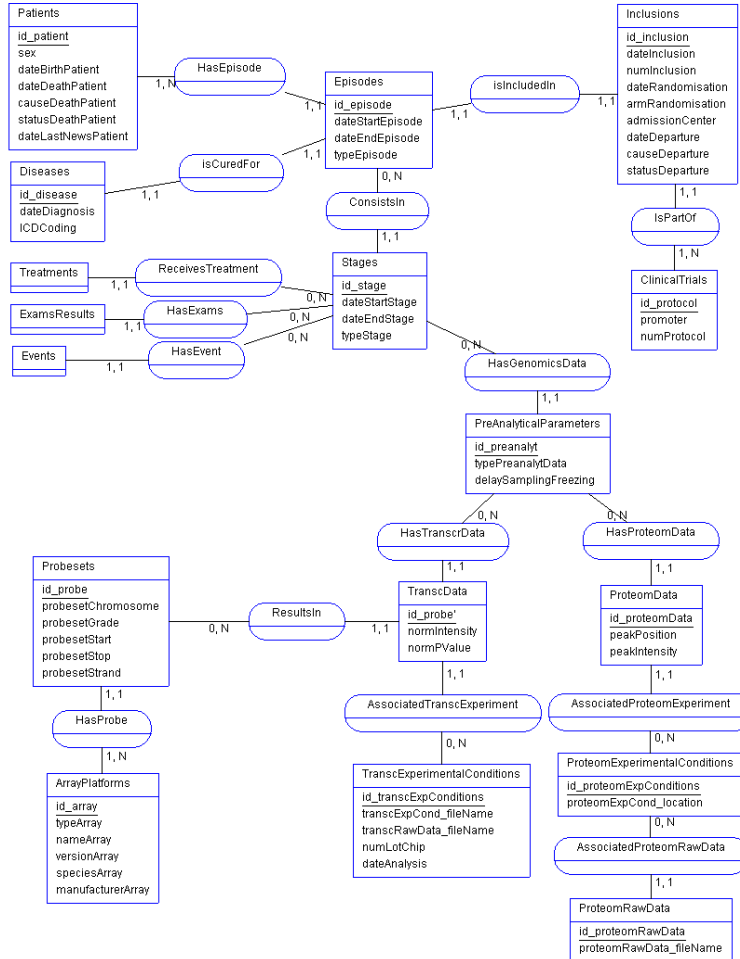 Patients
id_patient
sex
dateBirthPatient
dateDeathPatient
causeDeathPatient
statusDeathPatient
dateLastNewsPatient
HasEpisode
1, N
1, 1
Episodes
id_episode
dateStartEpisode
dateEndEpisode
typeEpisode
isIncludedIn
1, 1
1, 1
Inclusions
id_inclusion
dateInclusion
numInclusion
dateRandomisation
armRandomisation
admissionCenter
dateDeparture
causeDeparture
statusDeparture
Diseases
id_disease
dateDiagnosis
ICDCoding
isCuredFor
1, 1
1, 1
0, N
ConsistsIn
1, 1
1, 1
IsPartOf
1, N
ClinicalTrials
id_protocol
promoter
numProtocol
Stages
id_stage
dateStartStage
dateEndStage
typeStage
Treatments
1, 1
ReceivesTreatment
0, N
ExamsResults
1, 1
HasExams
0, N
Events
1, 1
HasEvent
0, N
0, N
HasGenomicsData
1, 1
PreAnalyticalParameters
id_preanalyt
typePreanalytData
delaySamplingFreezing
0, N
0, N
HasTranscrData
HasProteomData
1, 1
1, 1
Probesets
id_probe
probesetChromosome
probesetGrade
probesetStart
probesetStop
probesetStrand
0, N
ResultsIn
1, 1
TranscData
id_probe'
normIntensity
normPValue
ProteomData
id_proteomData
peakPosition
peakIntensity
1, 1
HasProbe
1, N
1, 1
AssociatedTranscExperiment
0, N
1, 1
AssociatedProteomExperiment
0, N
ArrayPlatforms
id_array
typeArray
nameArray
versionArray
speciesArray
manufacturerArray
TranscExperimentalConditions
id_transcExpConditions
transcExpCond_fileName
transcRawData_fileName
numLotChip
dateAnalysis
ProteomExperimentalConditions
id_proteomExpConditions
proteomExpCond_location
0, N
AssociatedProteomRawData
1, 1
ProteomRawData
id_proteomRawData
proteomRawData_fileName